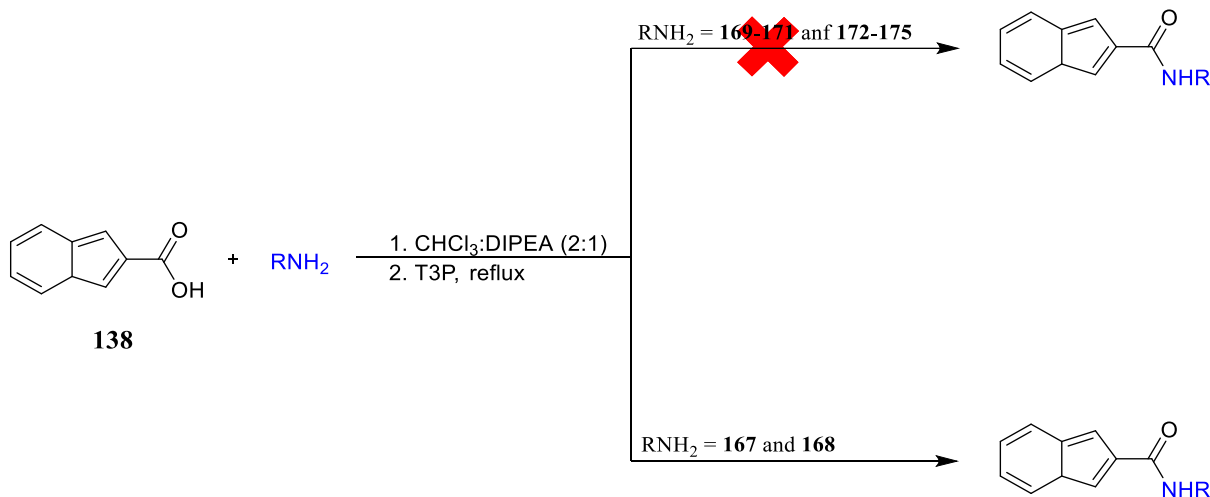 RNH₂ = 169-171 anf 172-175
O
NHR
O
OH
138
+
RNH₂
1. CHCl₃:DIPEA (2:1)
2. T3P, reflux
RNH₂ = 167 and 168
O
NHR